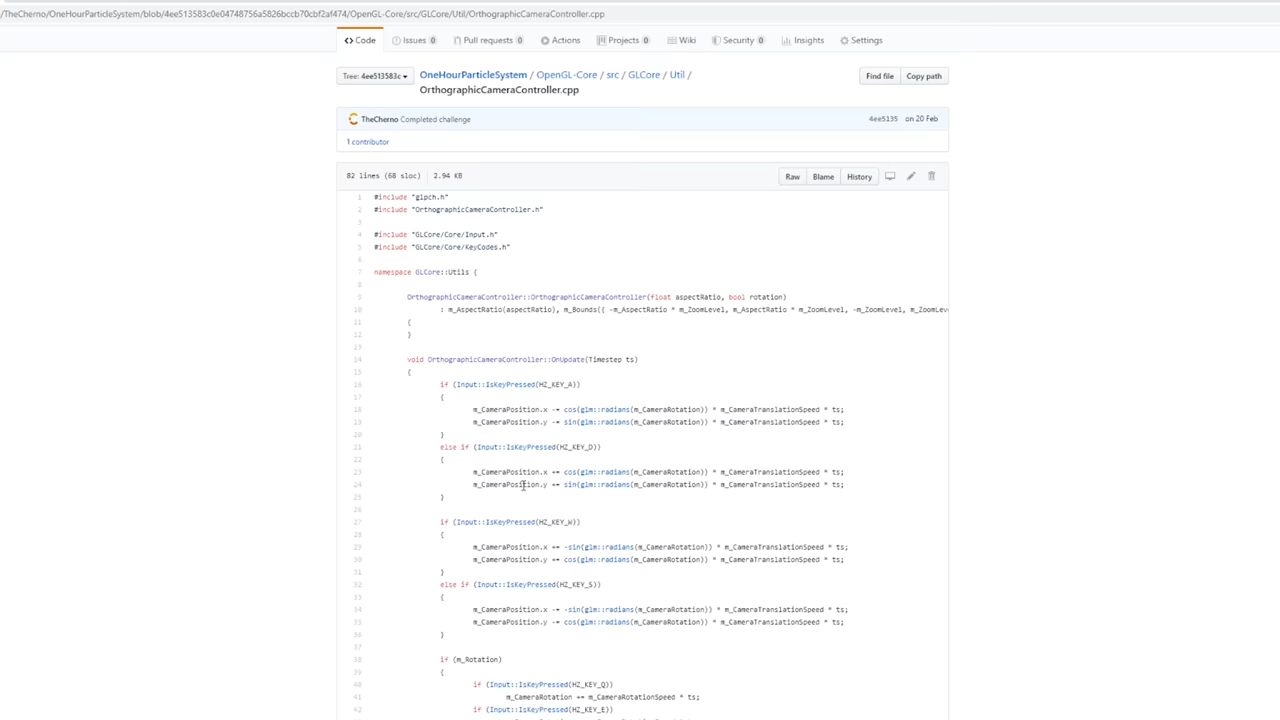 /TheCherno/OneHourParticleSystem/blob/4ee513583c0e04748756a5826bccb70cbf2af474/OpenGL-Core/src/GLCore/Util/OrthographicCameraController.cpp
Code Issues 0 Pull requests 0 Actions Projects 0 Wiki Security 0 Insights Settings
Tree: 4ee513583c OneHourParticleSystem / OpenGL-Core / src / GLCore / Util / Find file Copy path
OrthographicCameraController.cpp
TheCherno Completed challenge 4ee5135 on 20 Feb
1 contributor
82 lines (68 sloc) 2.94 KB Raw Blame History
1 #include "glpch.h"
2 #include "OrthographicCameraController.h"
3
4 #include "GLCore/Core/Input.h"
5 #include "GLCore/Core/KeyCodes.h"
6
7 namespace GLCore::Utils {
8
9 OrthographicCameraController::OrthographicCameraController(float aspectRatio, bool rotation)
10 : m_AspectRatio(aspectRatio), m_Bounds({ -m_AspectRatio * m_ZoomLevel, m_AspectRatio * m_ZoomLevel, -m_ZoomLevel, m_ZoomLev
11 {
12 }
13
14 void OrthographicCameraController::OnUpdate(Timestep ts)
15 {
16 if (Input::IsKeyPressed(HZ_KEY_A))
17 {
18 m_CameraPosition.x -= cos(glm::radians(m_CameraRotation)) * m_CameraTranslationSpeed * ts;
19 m_CameraPosition.y -= sin(glm::radians(m_CameraRotation)) * m_CameraTranslationSpeed * ts;
20 }
21 else if (Input::IsKeyPressed(HZ_KEY_D))
22 {
23 m_CameraPosition.x += cos(glm::radians(m_CameraRotation)) * m_CameraTranslationSpeed * ts;
24 m_CameraPosition.y += sin(glm::radians(m_CameraRotation)) * m_CameraTranslationSpeed * ts;
25 }
26
27 if (Input::IsKeyPressed(HZ_KEY_W))
28 {
29 m_CameraPosition.x += -sin(glm::radians(m_CameraRotation)) * m_CameraTranslationSpeed * ts;
30 m_CameraPosition.y += cos(glm::radians(m_CameraRotation)) * m_CameraTranslationSpeed * ts;
31 }
32 else if (Input::IsKeyPressed(HZ_KEY_S))
33 {
34 m_CameraPosition.x -= -sin(glm::radians(m_CameraRotation)) * m_CameraTranslationSpeed * ts;
35 m_CameraPosition.y -= cos(glm::radians(m_CameraRotation)) * m_CameraTranslationSpeed * ts;
36 }
37
38 if (m_Rotation)
39 {
40 if (Input::IsKeyPressed(HZ_KEY_Q))
41 m_CameraRotation += m_CameraRotationSpeed * ts;
42 if (Input::IsKeyPressed(HZ_KEY_E))